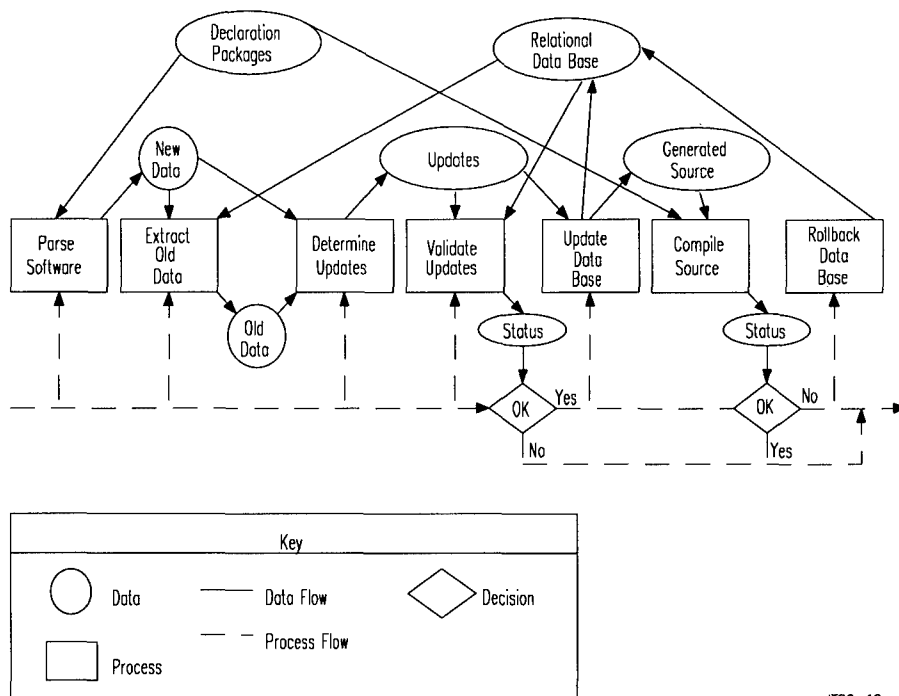 Declaration
Packages
Relational
Data Base
New
Data
Updates
Generated
Source
Parse
Software
Extract
Old
Data
Determine
Updates
Validate
Updates
Update
Data
Base
Compile
Source
Rollback
Data
Base
Old
Data
Status
Status
OK
Yes
No
OK
No
Yes
Key
Data
Data Flow
Decision
Process Flow
Process